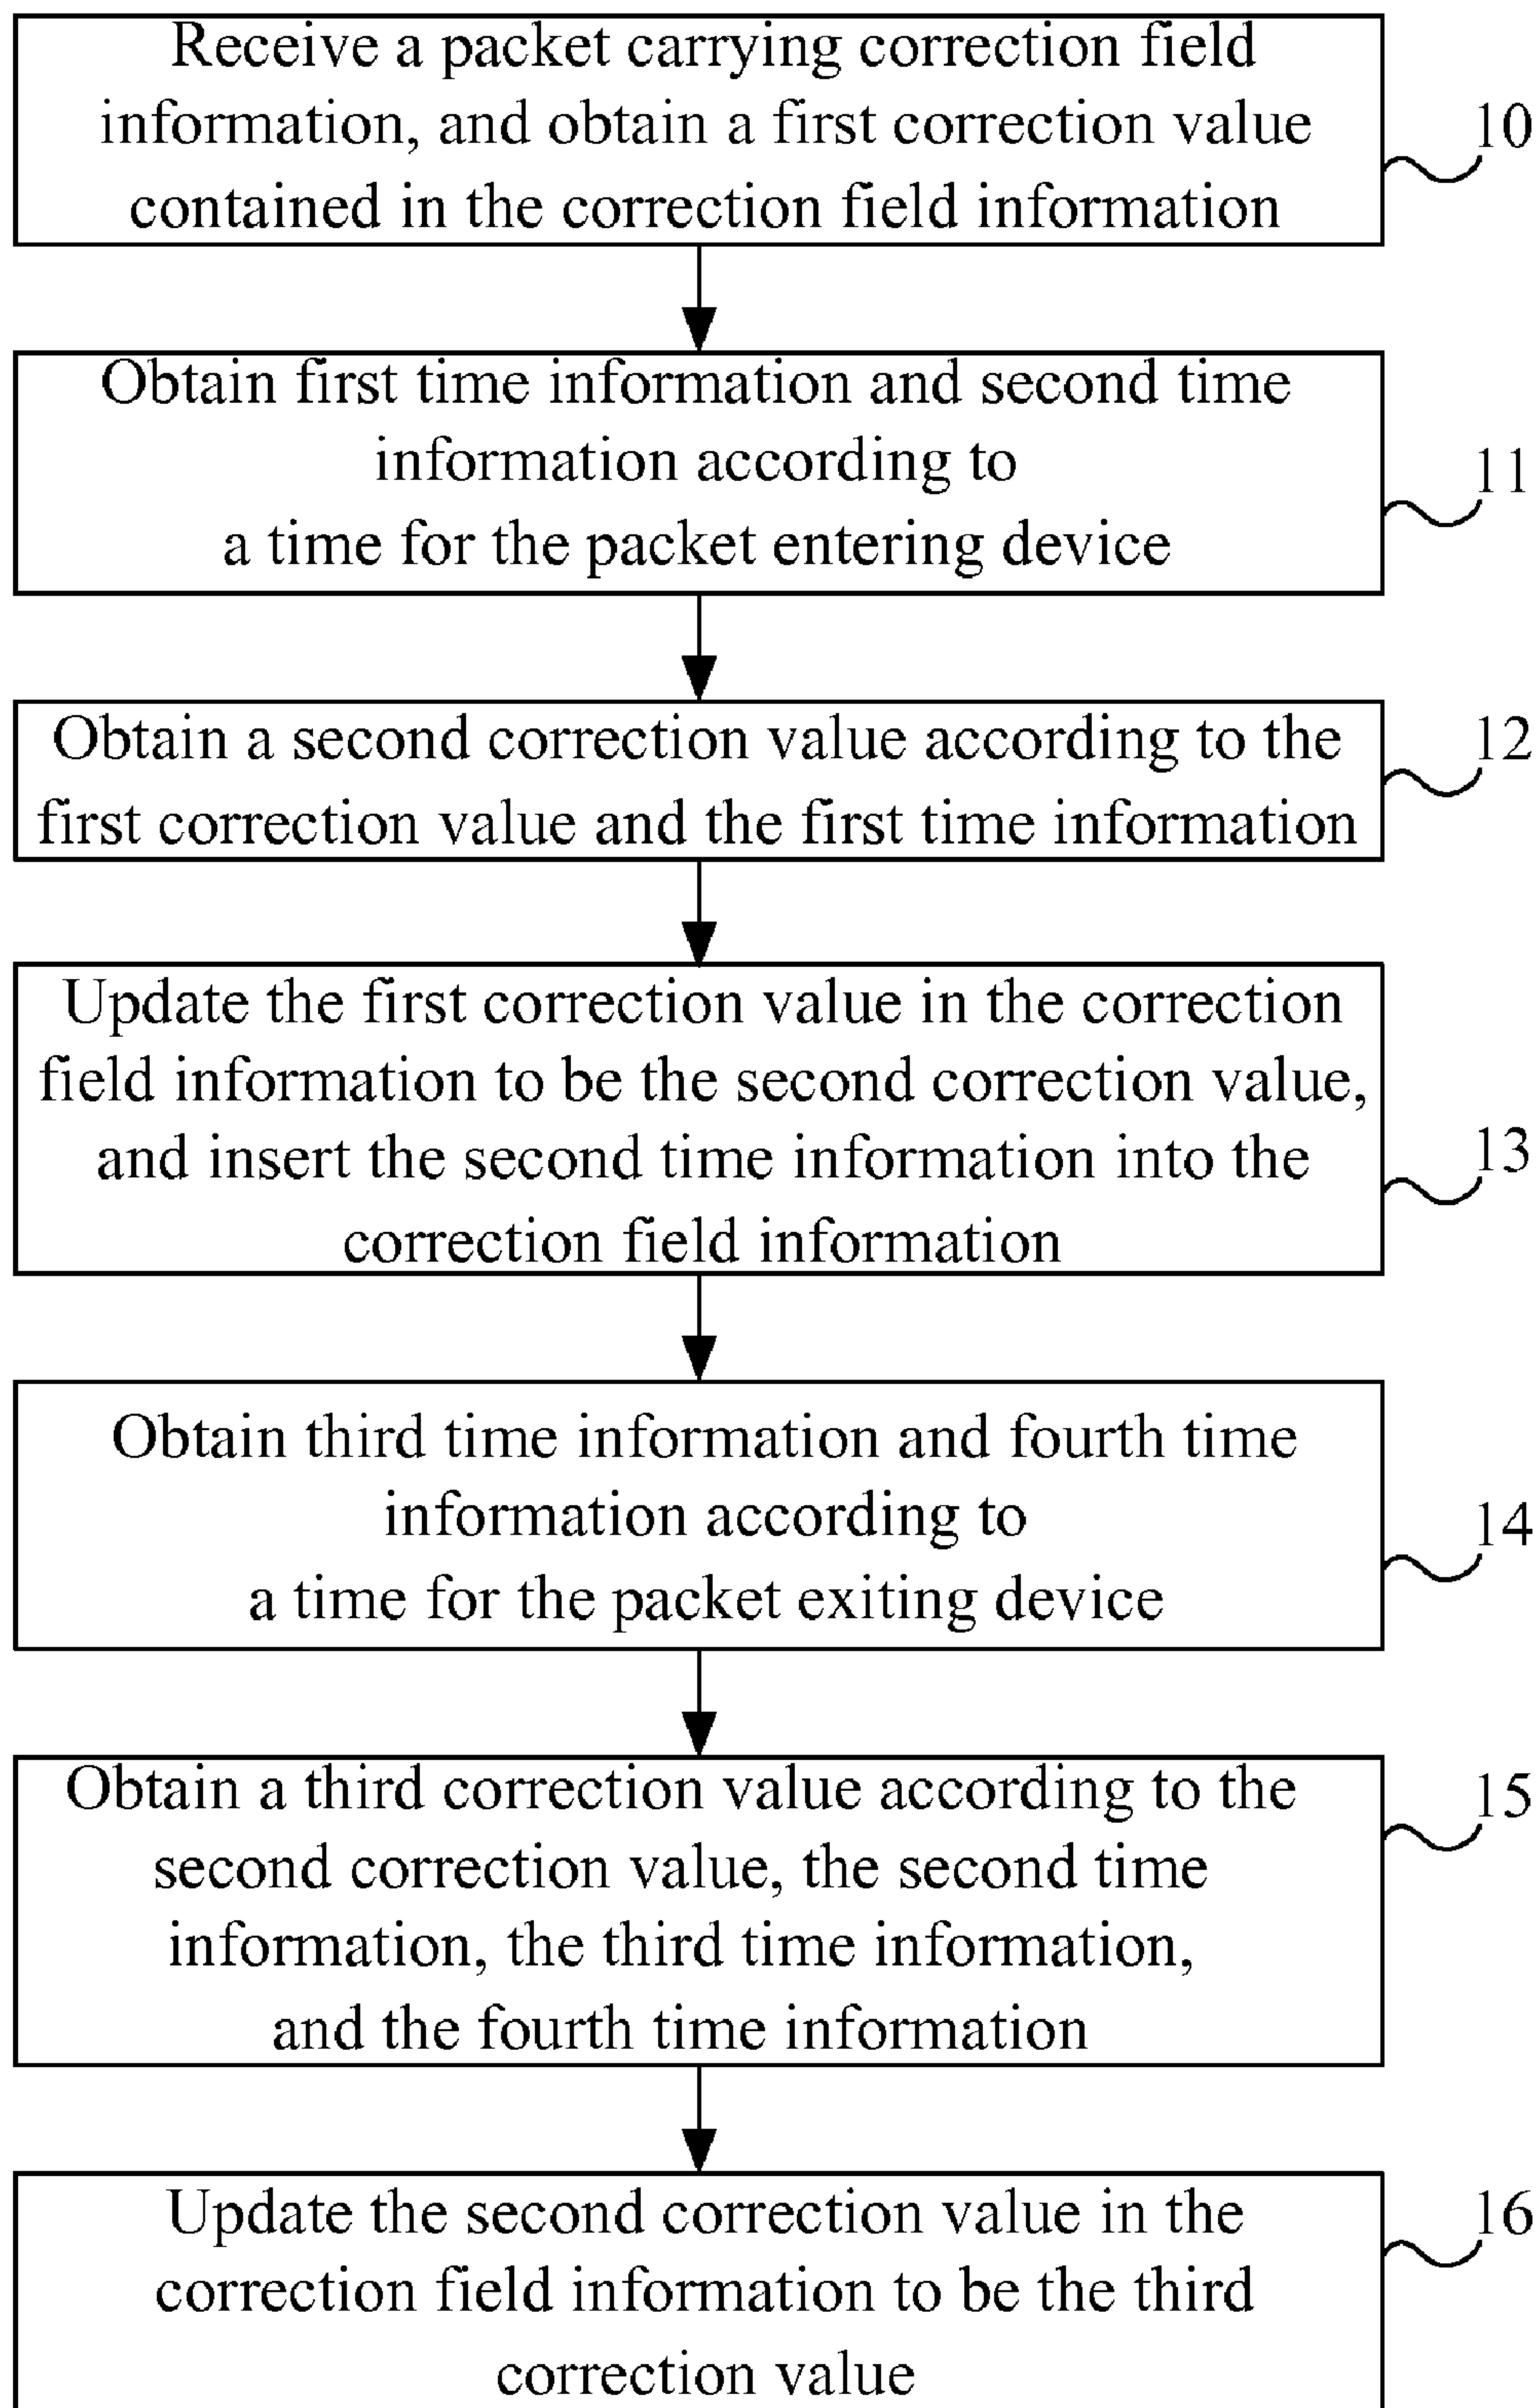 Receive a packet carrying correction field
information, and obtain a first correction value
contained in the correction field information
10
Obtain first time information and second time
information according to
a time for the packet entering device
11
Obtain a second correction value according to the
first correction value and the first time information
12
Update the first correction value in the correction
field information to be the second correction value,
and insert the second time information into the
correction field information
13
Obtain third time information and fourth time
information according to
a time for the packet exiting device
14
Obtain a third correction value according to the
second correction value, the second time
information, the third time information,
and the fourth time information
15
Update the second correction value in the
correction field information to be the third
correction value
16